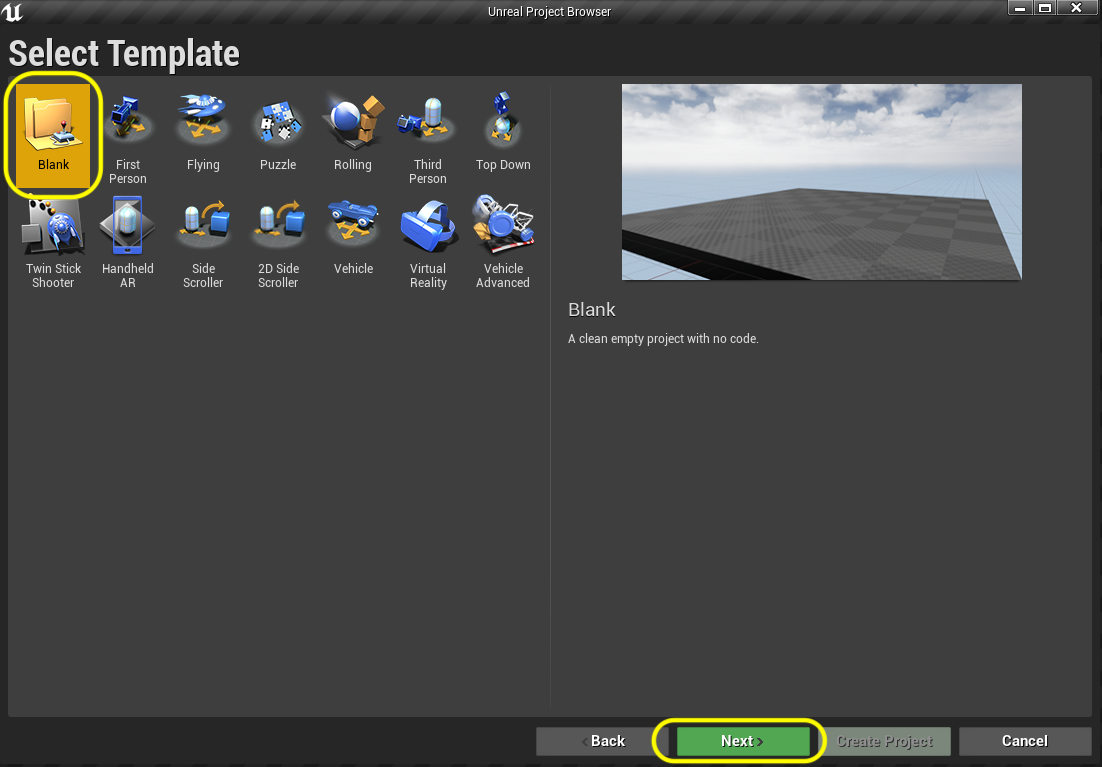 Unreal Project Browser
Select Template
Blank
First
Person
Flying
Puzzle
Rolling
Third
Person
Top Down
Twin Stick
Shooter
Handheld
AR
Side
Scroller
2D Side
Scroller
Vehicle
Virtual
Reality
Vehicle
Advanced
Blank
A clean empty project with no code.
‹ Back
Next ›
Create Project
Cancel